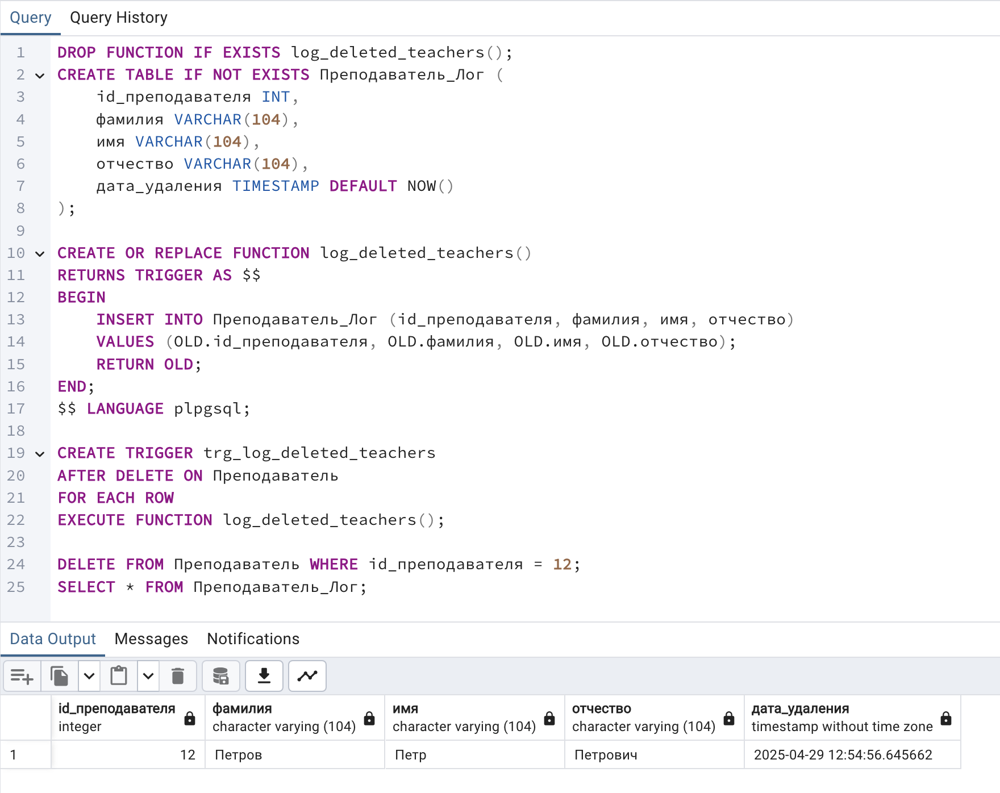 Query Query History
1 DROP FUNCTION IF EXISTS log_deleted_teachers();
2 CREATE TABLE IF NOT EXISTS Преподаватель_Лог (
3 id_преподавателя INT,
4 фамилия VARCHAR(104),
5 имя VARCHAR(104),
6 отчество VARCHAR(104),
7 дата_удаления TIMESTAMP DEFAULT NOW()
8 );
9
10 CREATE OR REPLACE FUNCTION log_deleted_teachers()
11 RETURNS TRIGGER AS $$
12 BEGIN
13 INSERT INTO Преподаватель_Лог (id_преподавателя, фамилия, имя, отчество)
14 VALUES (OLD.id_преподавателя, OLD.фамилия, OLD.имя, OLD.отчество);
15 RETURN OLD;
16 END;
17 $$ LANGUAGE plpgsql;
18
19 CREATE TRIGGER trg_log_deleted_teachers
20 AFTER DELETE ON Преподаватель
21 FOR EACH ROW
22 EXECUTE FUNCTION log_deleted_teachers();
23
24 DELETE FROM Преподаватель WHERE id_преподавателя = 12;
25 SELECT * FROM Преподаватель_Лог;
Data Output Messages Notifications
id_преподавателя фамилия имя отчество дата_удаления
integer character varying (104) character varying (104) character varying (104) timestamp without time zone
1 12 Петров Петр Петрович 2025-04-29 12:54:56.645662